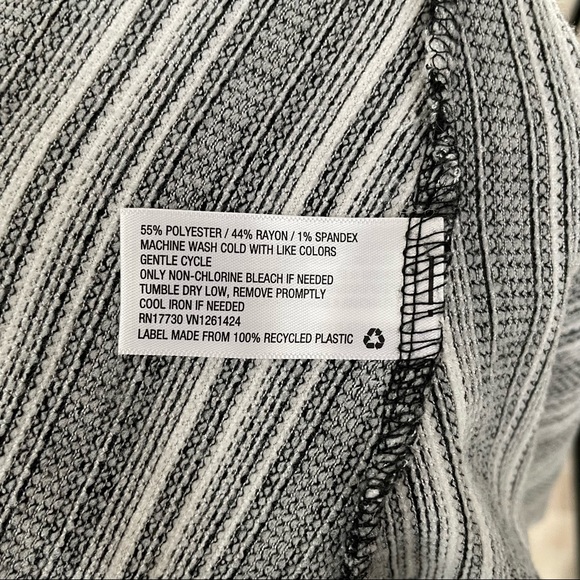 55% POLYESTER / 44% RAYON / 1% SPANDEX
MACHINE WASH COLD WITH LIKE COLORS
GENTLE CYCLE
ONLY NON-CHLORINE BLEACH IF NEEDED
TUMBLE DRY LOW, REMOVE PROMPTLY
COOL IRON IF NEEDED
RN17730 VN1261424
LABEL MADE FROM 100% RECYCLED PLASTIC